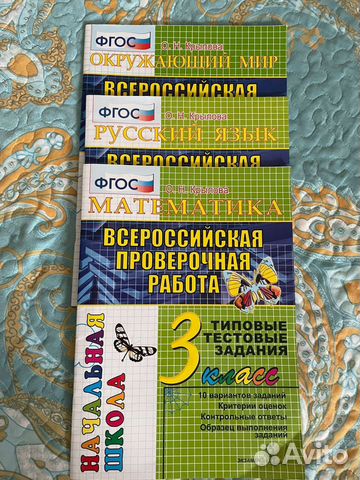 ФГОС
О. Н. Крылова
ОКРУЖАЮЩИЙ МИР
ВСЕРОССИЙСКАЯ
ФГОС
О. Н. Крылова
РУССКИЙ ЯЗЫК
ВСЕРОССИЙСКАЯ
ФГОС
О. Н. Крылова
МАТЕМАТИКА
ВСЕРОССИЙСКАЯ
ПРОВЕРОЧНАЯ
РАБОТА
НАЧАЛЬНАЯ
ШКОЛА
3 класс
ТИПОВЫЕ
ТЕСТОВЫЕ
ЗАДАНИЯ
10 вариантов заданий
Критерии оценок
Контрольные ответы
Образец выполнения
заданий
Avito